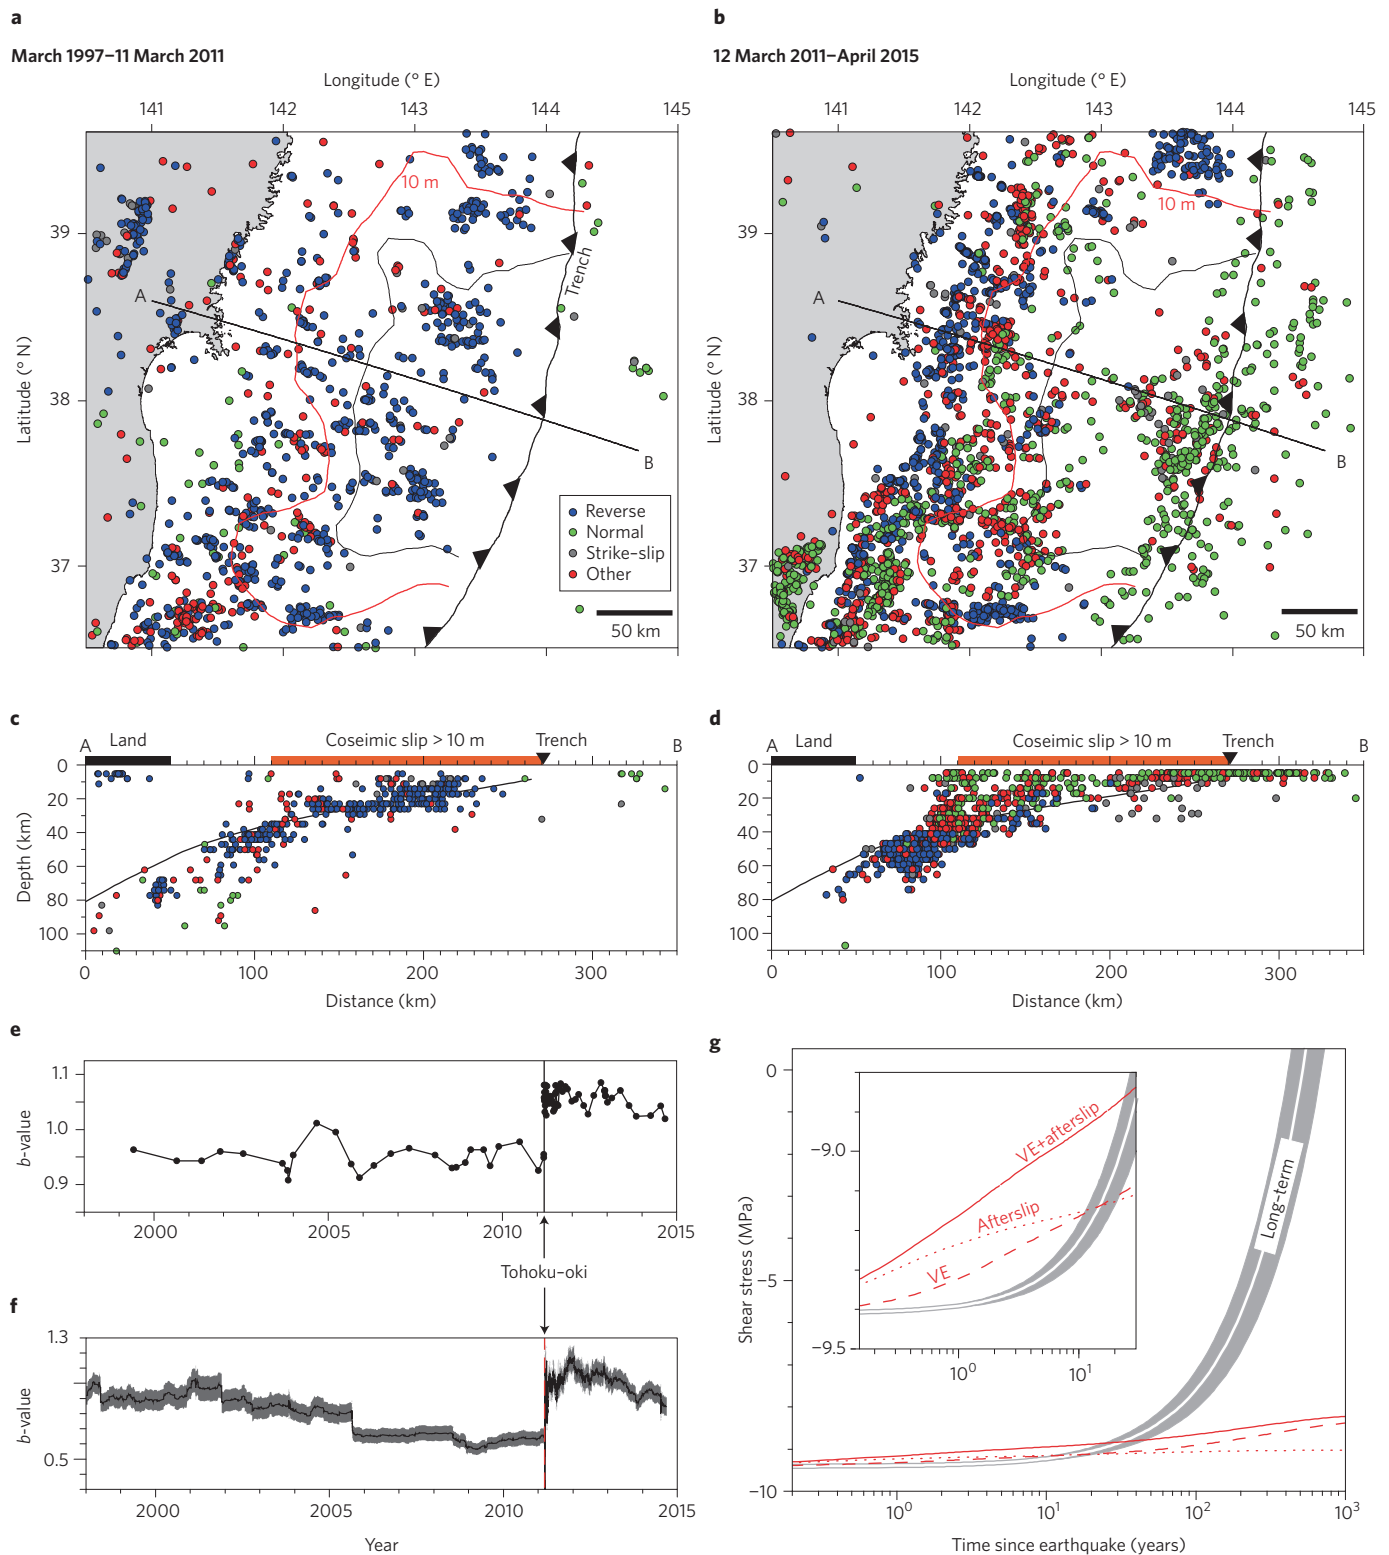 a
March 1997–11 March 2011
Longitude (° E)
141 142 143 144 145
39
38
37
Latitude (° N)
10 m
Trench
A
B
Reverse
Normal
Strike–slip
Other
50 km
b
12 March 2011–April 2015
Longitude (° E)
141 142 143 144 145
39
38
37
Latitude (° N)
10 m
A
B
50 km
c
A Land Coseimic slip > 10 m Trench B
0
20
40
60
80
100
Depth (km)
0 100 200 300
Distance (km)
d
A Land Coseimic slip > 10 m Trench B
0
20
40
60
80
100
0 100 200 300
Distance (km)
e
1.1
1.0
0.9
b-value
2000 2005 2010 2015
Tohoku–oki
f
1.3
0.5
b-value
2000 2005 2010 2015
Year
g
0
−5
−10
Shear stress (MPa)
−9.0
−9.5
10⁰ 10¹
VE+afterslip
Afterslip
VE
Long–term
10⁰ 10¹ 10² 10³
Time since earthquake (years)